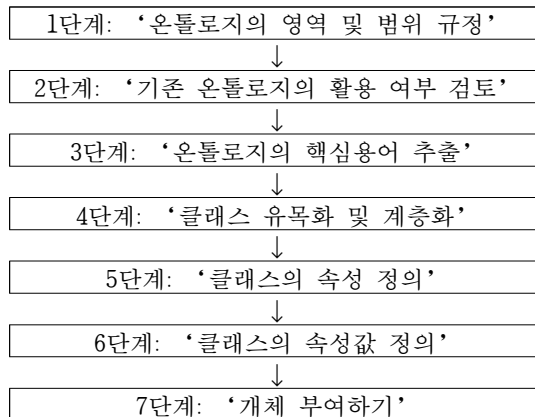 1단계: ‘온톨로지의 영역 및 범위 규정’
↓
2단계: ‘기존 온톨로지의 활용 여부 검토’
↓
3단계: ‘온톨로지의 핵심용어 추출’
↓
4단계: ‘클래스 유목화 및 계층화’
↓
5단계: ‘클래스의 속성 정의’
↓
6단계: ‘클래스의 속성값 정의’
↓
7단계: ‘개체 부여하기’